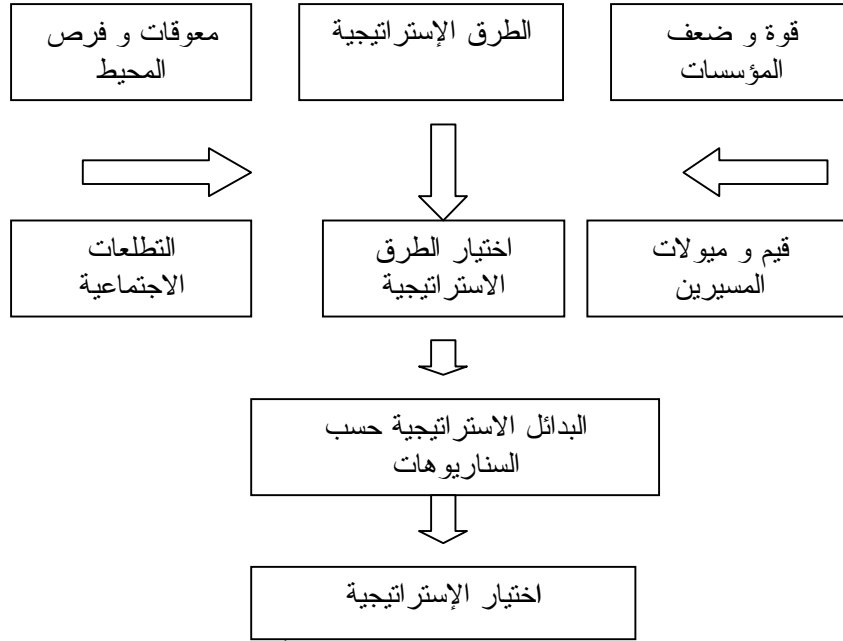 قوة و ضعف
المؤسسات
الطرق الإستراتيجية
معوقات و فرص
المحيط
قيم و ميولات
المسيرين
اختيار الطرق
الاستراتيجية
التطلعات
الاجتماعية
البدائل الاستراتيجية حسب
السناريوهات
اختيار الإستراتيجية